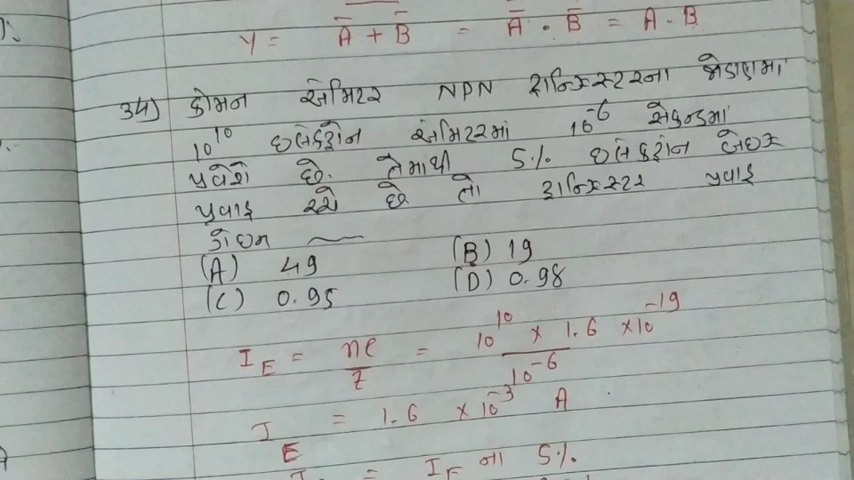 Y = A̅ + B̅ = A̅ · B̅ = A · B
34) કોમન એમિટર NPN ટ્રાન્ઝિસ્ટરના જોડાણમાં
10¹⁰ ઇલેક્ટ્રોન એમિટરમાં 10⁻⁶ સેકન્ડમાં
પ્રવેશે છે. તેમાથી 5% ઇલેક્ટ્રોન બેઇઝ
પ્રવાહ રચે છે તો ટ્રાન્ઝિસ્ટર પ્રવાહ
ગેઇન
(A) 49 (B) 19
(C) 0.95 (D) 0.98
I_E = ne = 10¹⁰ × 1.6 × 10⁻¹⁹
10⁻⁶
I_E = 1.6 × 10⁻³ A
= I_E ના 5%